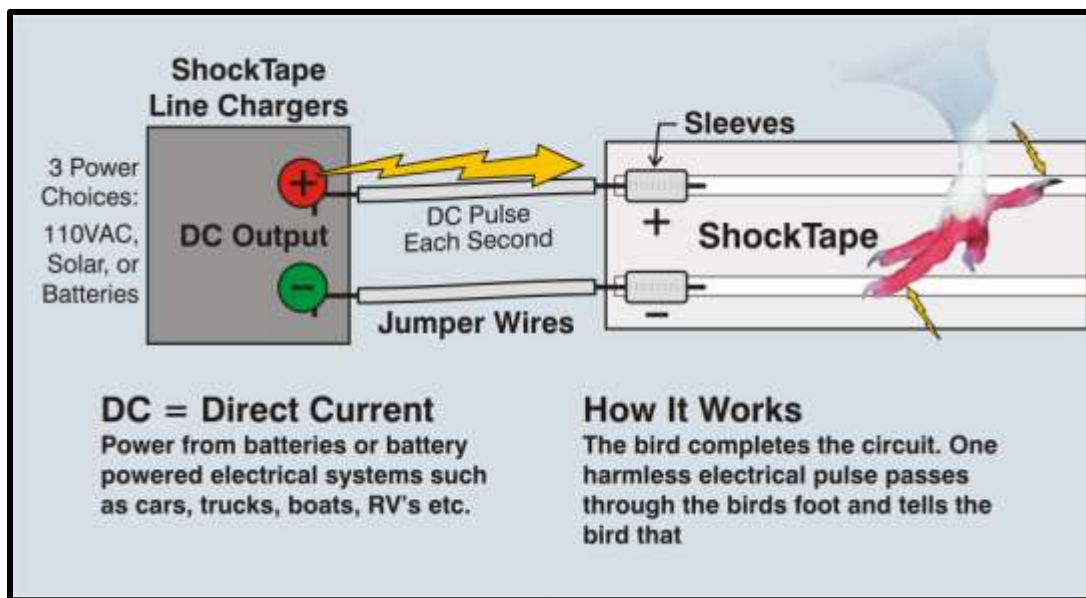 ShockTape
Line Chargers
3 Power
Choices:
110VAC,
Solar, or
Batteries
+
DC Output
−
DC Pulse
Each Second
Jumper Wires
Sleeves
+
ShockTape
−
DC = Direct Current
Power from batteries or battery
powered electrical systems such
as cars, trucks, boats, RV's etc.
How It Works
The bird completes the circuit. One
harmless electrical pulse passes
through the birds foot and tells the
bird that